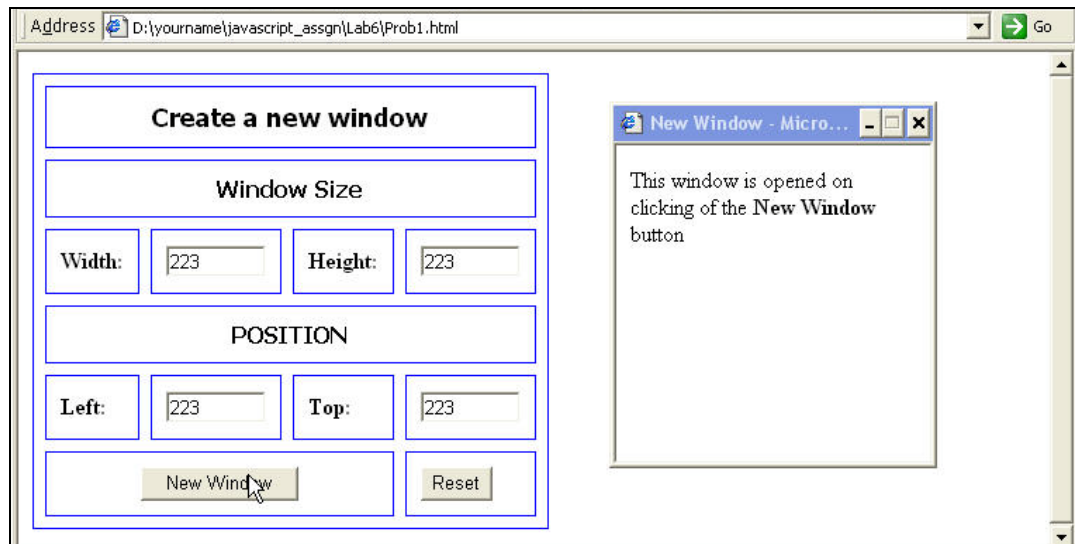 Address D:\yourname\javascript_assgn\Lab6\Prob1.html Go
Create a new window
Window Size
Width: 223 Height: 223
POSITION
Left: 223 Top: 223
New Window Reset
New Window - Micro...
This window is opened on
clicking of the New Window
button